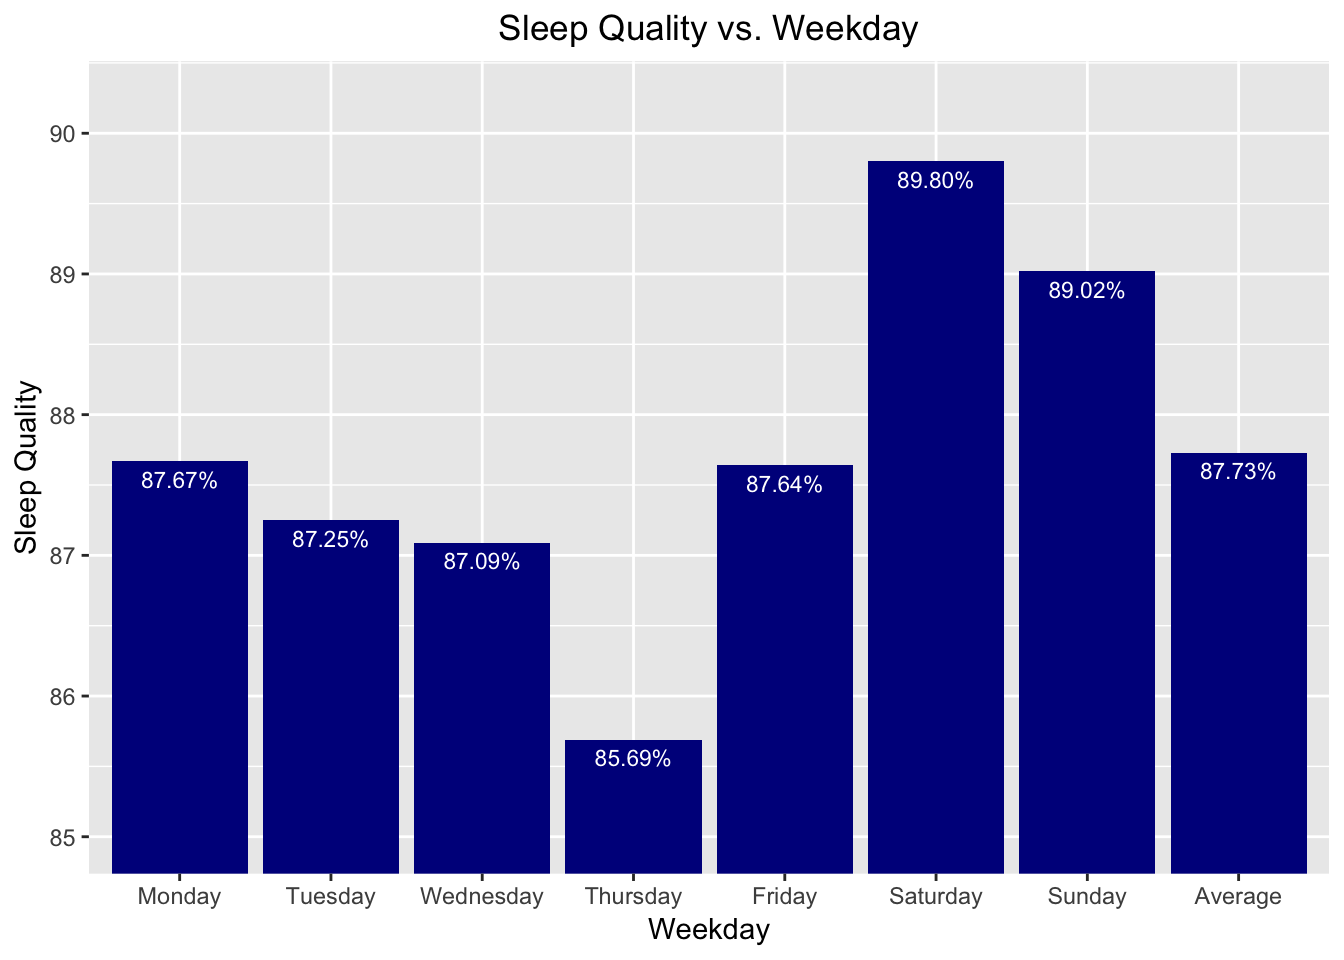 Sleep Quality vs. Weekday
Sleep Quality
90
89
88
87
86
85
87.67%
87.25%
87.09%
85.69%
87.64%
89.80%
89.02%
87.73%
Monday
Tuesday
Wednesday
Thursday
Friday
Saturday
Sunday
Average
Weekday